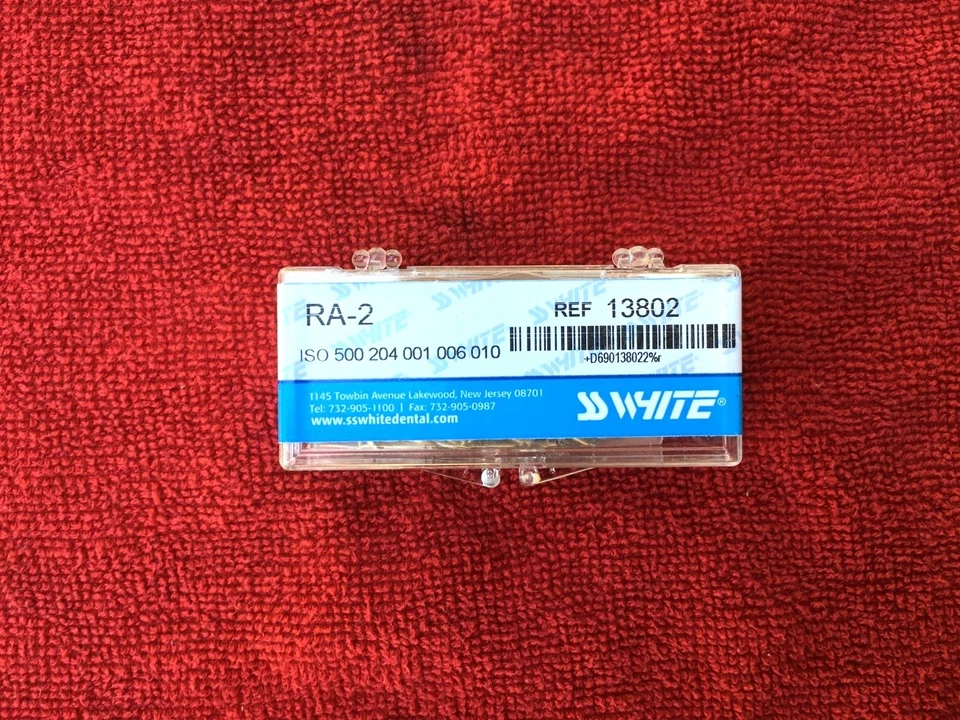 RA-2
REF 13802
ISO 500 204 001 006 010
+D690138022%r
1145 Towbin Avenue Lakewood, New Jersey 08701
Tel: 732-905-1100 | Fax: 732-905-0987
www.sswhitedental.com
SS WHITE®